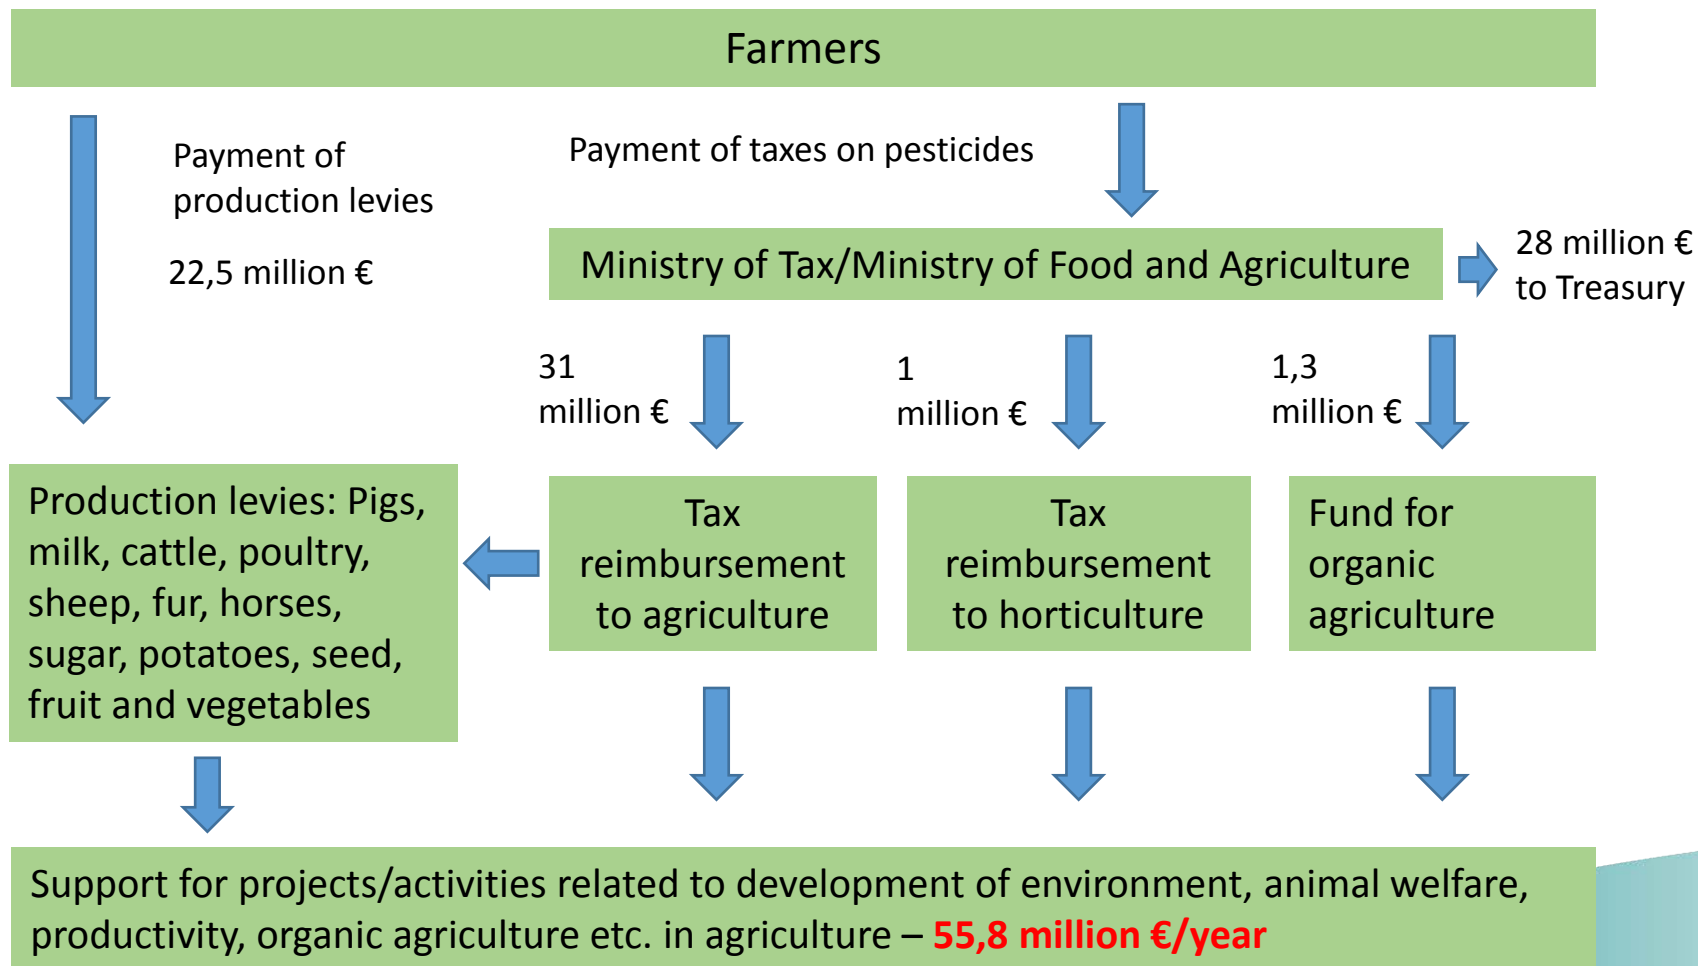 Farmers
Payment of
production levies
22,5 million €
Payment of taxes on pesticides
Ministry of Tax/Ministry of Food and Agriculture
28 million €
to Treasury
31
million €
1
million €
1,3
million €
Production levies: Pigs,
milk, cattle, poultry,
sheep, fur, horses,
sugar, potatoes, seed,
fruit and vegetables
Tax
reimbursement
to agriculture
Tax
reimbursement
to horticulture
Fund for
organic
agriculture
Support for projects/activities related to development of environment, animal welfare,
productivity, organic agriculture etc. in agriculture – 55,8 million €/year